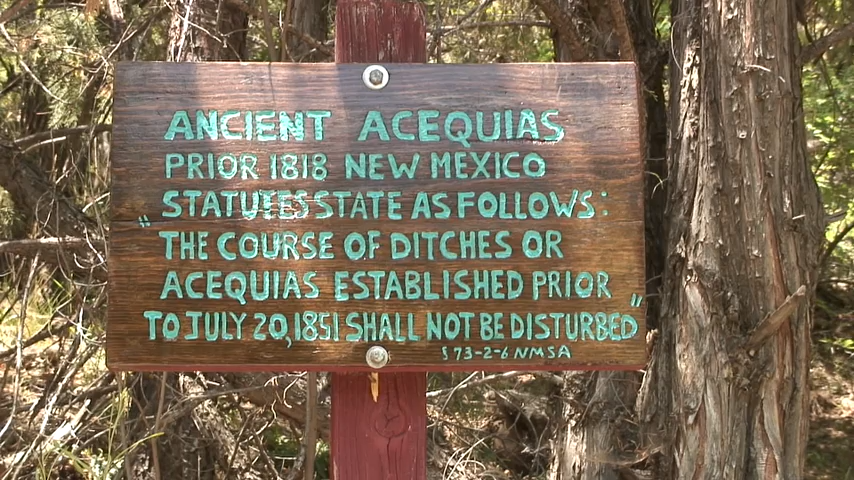 ANCIENT ACEQUIAS
PRIOR 1818 NEW MEXICO
STATUTES STATE AS FOLLOWS:
"THE COURSE OF DITCHES OR
ACEQUIAS ESTABLISHED PRIOR
TO JULY 20, 1851 SHALL NOT BE DISTURBED"
§ 73-2-6 NMSA